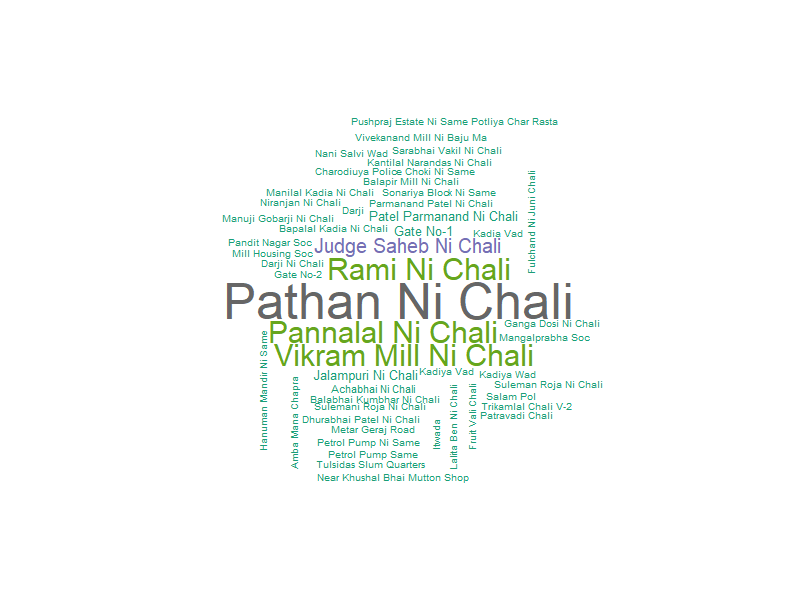 Pushpraj Estate Ni Same Potliya Char Rasta
Vivekanand Mill Ni Baju Ma
Nani Salvi Wad
Sarabhai Vakil Ni Chali
Kantilal Narandas Ni Chali
Charodiuya Police Choki Ni Same
Balapir Mill Ni Chali
Manilal Kadia Ni Chali
Sonariya Block Ni Same
Niranjan Ni Chali
Parmanand Patel Ni Chali
Darji
Manuji Gobarji Ni Chali
Patel Parmanand Ni Chali
Fulchand Ni Juni Chali
Bapalal Kadia Ni Chali
Gate No-1
Kadia Vad
Pandit Nagar Soc
Judge Saheb Ni Chali
Mill Housing Soc
Darji Ni Chali
Rami Ni Chali
Gate No-2
Pathan Ni Chali
Ganga Dosi Ni Chali
Pannalal Ni Chali
Mangalprabha Soc
Vikram Mill Ni Chali
Hanuman Mandir Ni Same
Jalampuri Ni Chali
Kadiya Vad
Kadiya Wad
Amba Mana Chapra
Achabhai Ni Chali
Suleman Roja Ni Chali
Balabhai Kumbhar Ni Chali
Salam Pol
Sulemani Roja Ni Chali
Trikamlal Chali V-2
Lalita Ben Ni Chali
Fruit Vali Chali
Patravadi Chali
Dhurabhai Patel Ni Chali
Itwada
Metar Geraj Road
Petrol Pump Ni Same
Petrol Pump Same
Tulsidas Slum Quarters
Near Khushal Bhai Mutton Shop